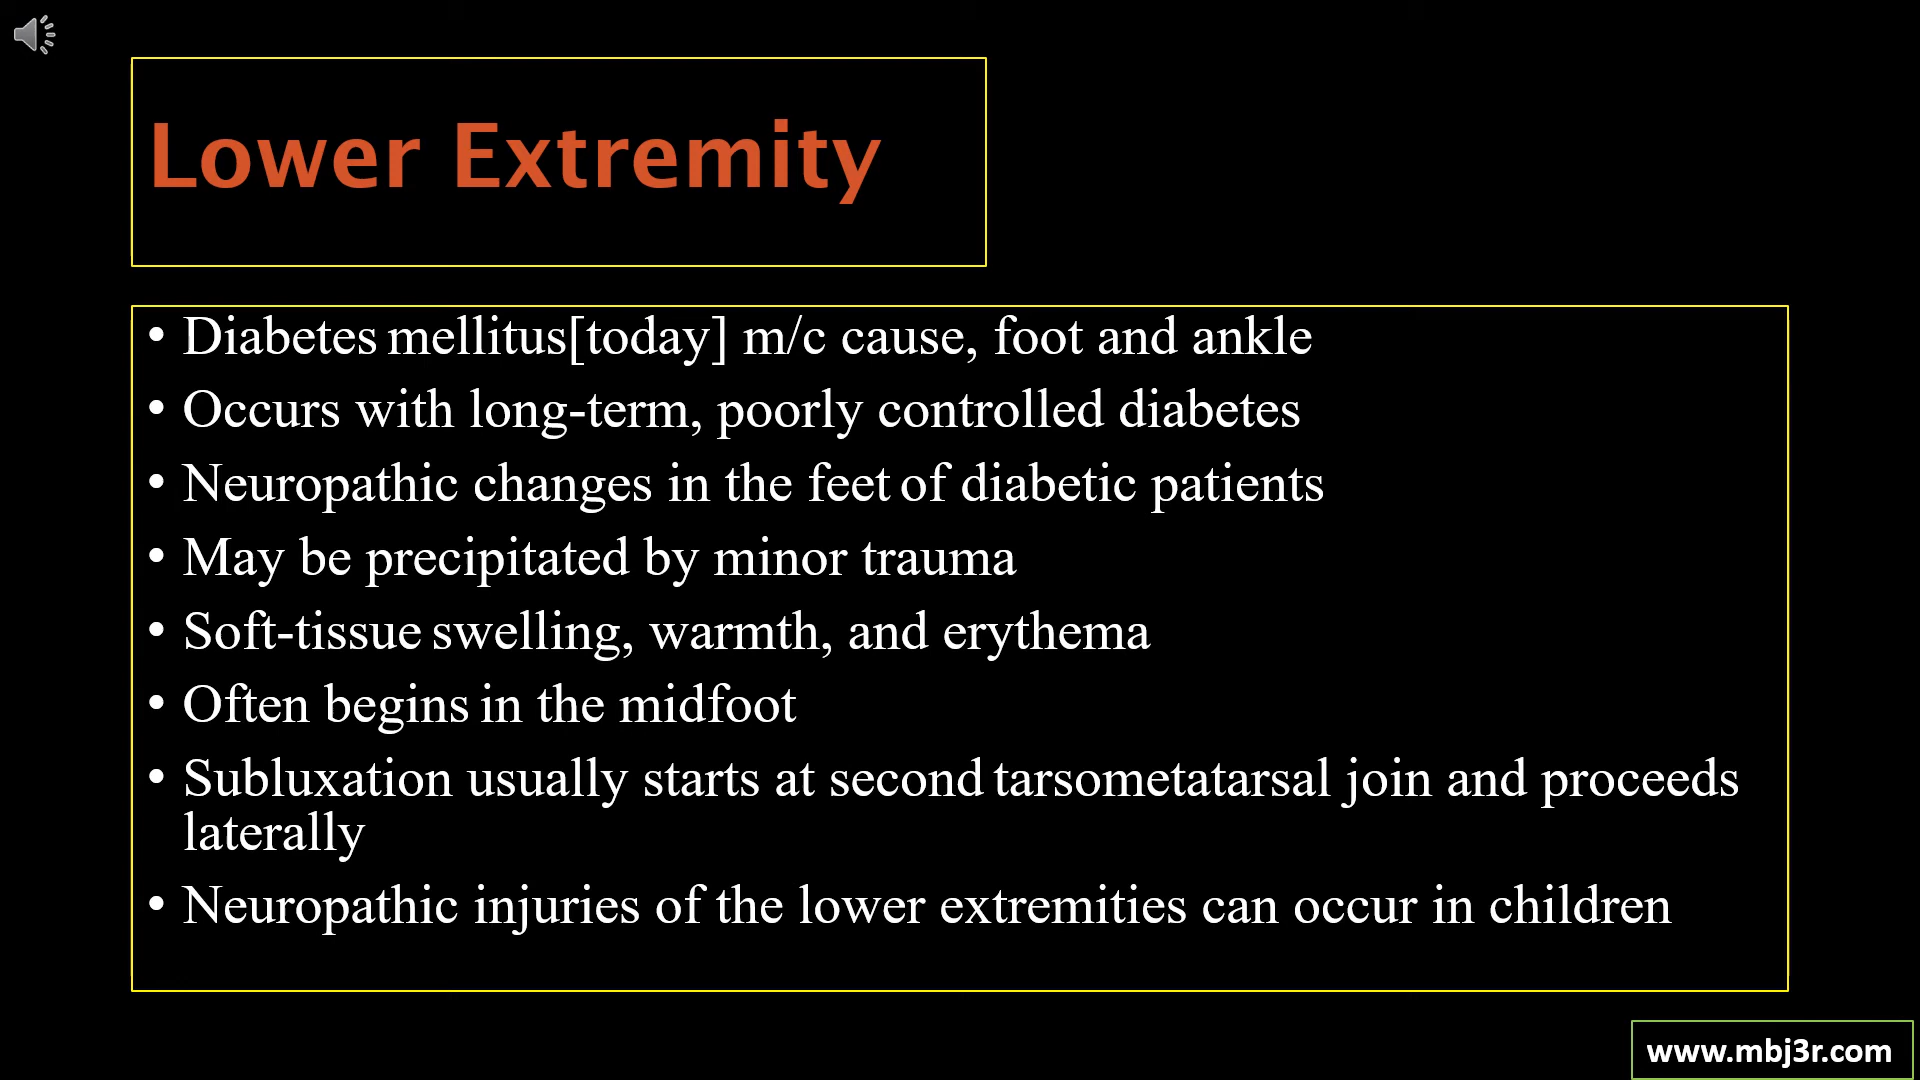 Lower Extremity
• Diabetes mellitus[today] m/c cause, foot and ankle
• Occurs with long-term, poorly controlled diabetes
• Neuropathic changes in the feet of diabetic patients
• May be precipitated by minor trauma
• Soft-tissue swelling, warmth, and erythema
• Often begins in the midfoot
• Subluxation usually starts at second tarsometatarsal join and proceeds
laterally
• Neuropathic injuries of the lower extremities can occur in children
www.mbj3r.com